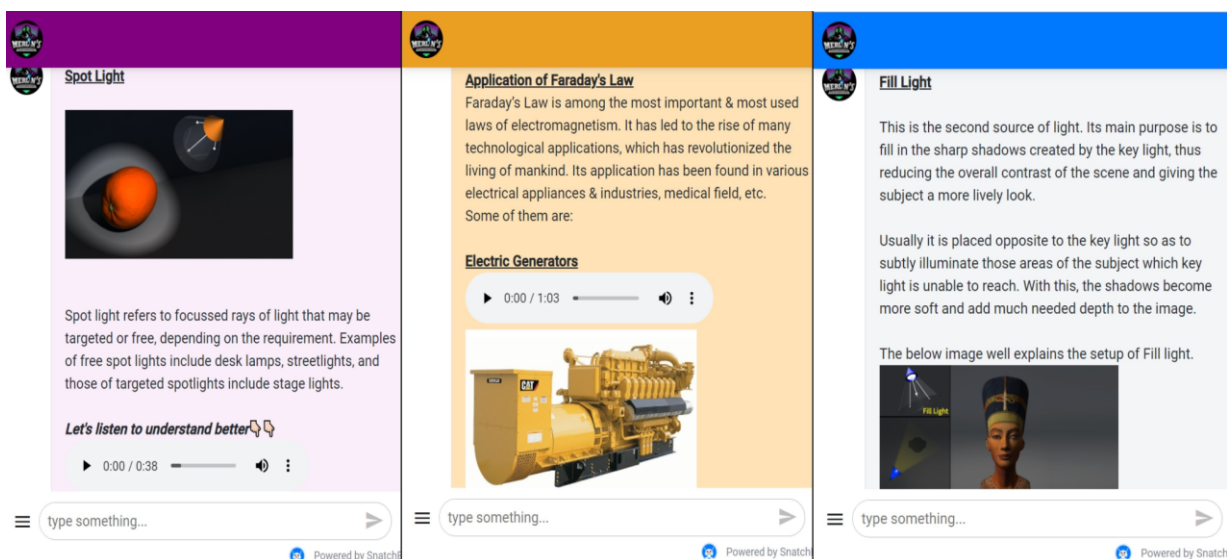 MERLIN'S
MERLIN'S
Spot Light
Spot light refers to focussed rays of light that may be
targeted or free, depending on the requirement. Examples
of free spot lights include desk lamps, streetlights, and
those of targeted spotlights include stage lights.
Let's listen to understand better👇🏻👇🏻
0:00 / 0:38
type something...
Powered by Snatch
MERLIN'S
Application of Faraday's Law
Faraday's Law is among the most important & most used
laws of electromagnetism. It has led to the rise of many
technological applications, which has revolutionized the
living of mankind. Its application has been found in various
electrical appliances & industries, medical field, etc.
Some of them are:
Electric Generators
0:00 / 1:03
CAT
type something...
Powered by Snatch
MERLIN'S
MERLIN'S
Fill Light
This is the second source of light. Its main purpose is to
fill in the sharp shadows created by the key light, thus
reducing the overall contrast of the scene and giving the
subject a more lively look.
Usually it is placed opposite to the key light so as to
subtly illuminate those areas of the subject which key
light is unable to reach. With this, the shadows become
more soft and add much needed depth to the image.
The below image well explains the setup of Fill light.
Fill Light
type something...
Powered by Snatch